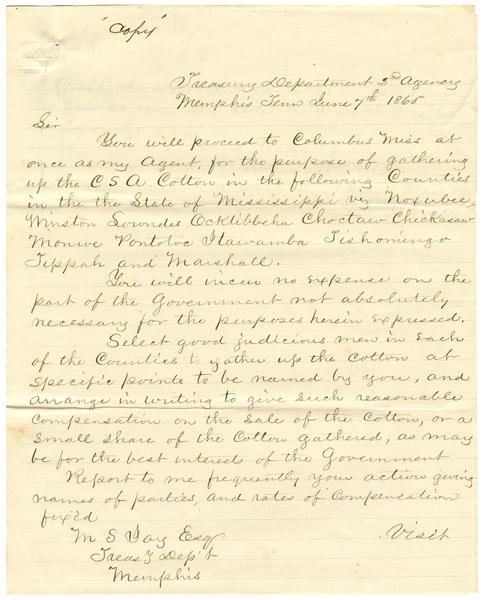 "Copy"
Treasury Department 2nd Agency
Memphis Tenn June 7th 1865
Sir
You will proceed to Columbus Miss at
once as my Agent, for the purpose of gathering
up the C S A Cotton in the following Counties
in the the State of Mississippi viz Noxubee
Winston Lowndes Ocktibbeha Choctaw Chickasaw
Monroe Pontotoc Itawamba Tishomingo
Tippah and Marshall.
You will incur no expense on the
part of the Government not absolutely
necessary for the purposes herein expressed.
Select good judicious men in each
of the Counties to gather up the cotton at
specific points to be named by you, and
arrange in writing to give such reasonable
compensation on the sale of the Cotton, or a
small share of the Cotton gathered, as may
be for the best interests of the Government
Report to me frequently your action giving
names of parties, and rates of compensation
fixed
Visit
M S Jay Esq
Treasy Dep't
Memphis